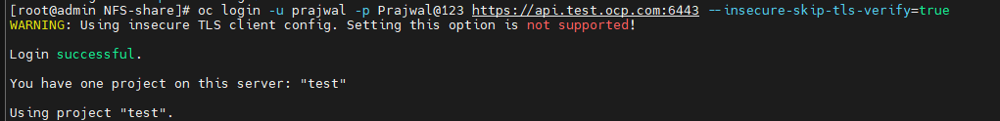 [root@admin NFS-share]# oc login -u prajwal -p Prajwal@123 https://api.test.ocp.com:6443 --insecure-skip-tls-verify=true
WARNING: Using insecure TLS client config. Setting this option is not supported!
Login successful.
You have one project on this server: "test"
Using project "test".